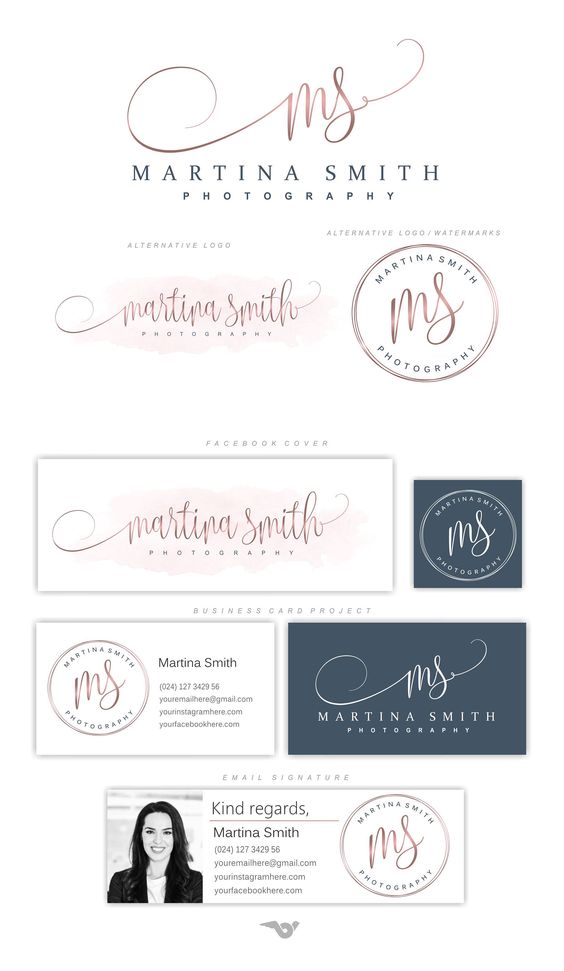 ms
MARTINA SMITH
PHOTOGRAPHY
ALTERNATIVE LOGO
ALTERNATIVE LOGO / WATERMARKS
martina smith
PHOTOGRAPHY
MARTINA SMITH
ms
PHOTOGRAPHY
FACEBOOK COVER
martina smith
PHOTOGRAPHY
MARTINA SMITH
ms
PHOTOGRAPHY
BUSINESS CARD PROJECT
MARTINA SMITH
ms
PHOTOGRAPHY
Martina Smith
(024) 127 3429 56
youremailhere@gmail.com
yourinstagramhere.com
yourfacebookhere.com
ms
MARTINA SMITH
PHOTOGRAPHY
EMAIL SIGNATURE
Kind regards,
Martina Smith
(024) 127 3429 56
youremailhere@gmail.com
yourinstagramhere.com
yourfacebookhere.com
MARTINA SMITH
ms
PHOTOGRAPHY